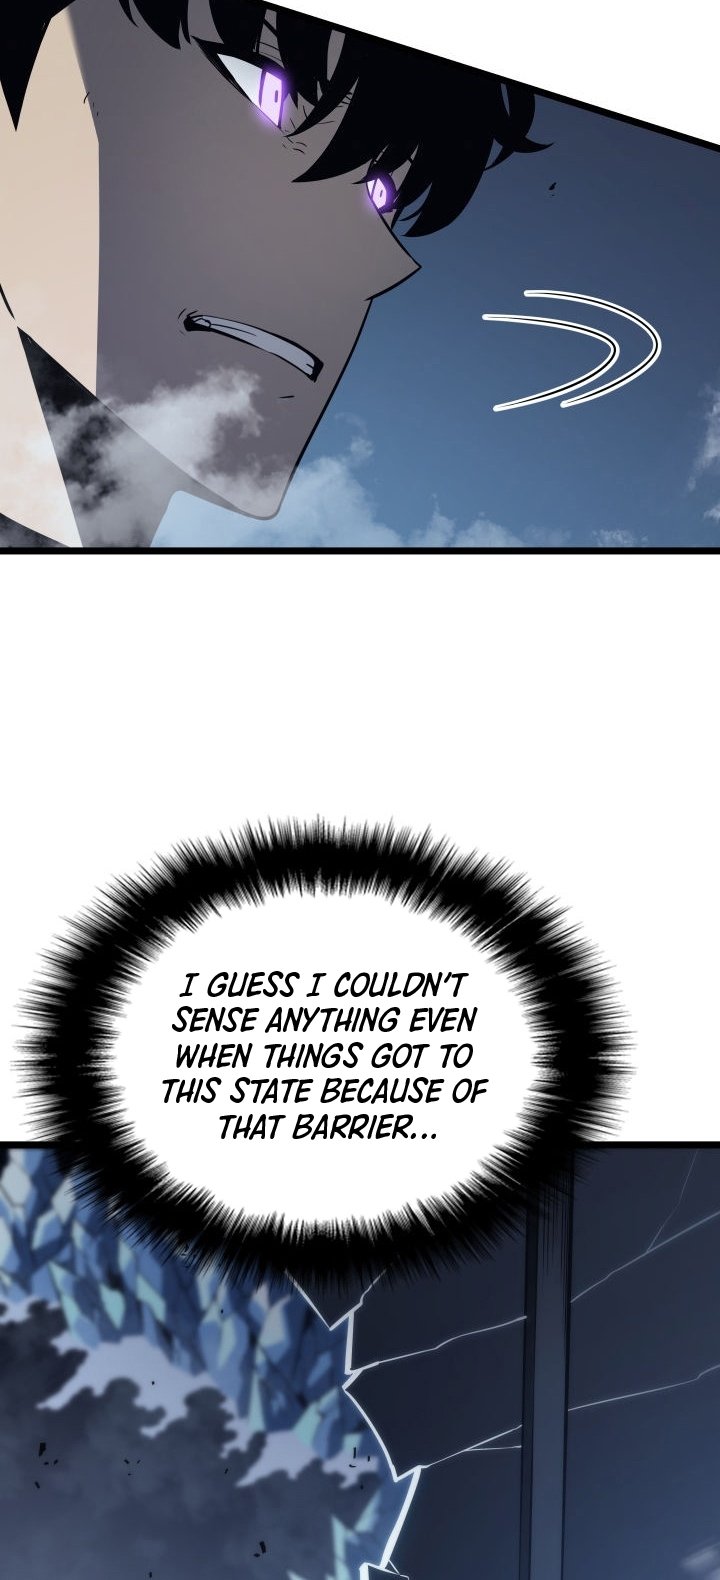 I GUESS I COULDN'T
SENSE ANYTHING EVEN
WHEN THINGS GOT TO
THIS STATE BECAUSE OF
THAT BARRIER...